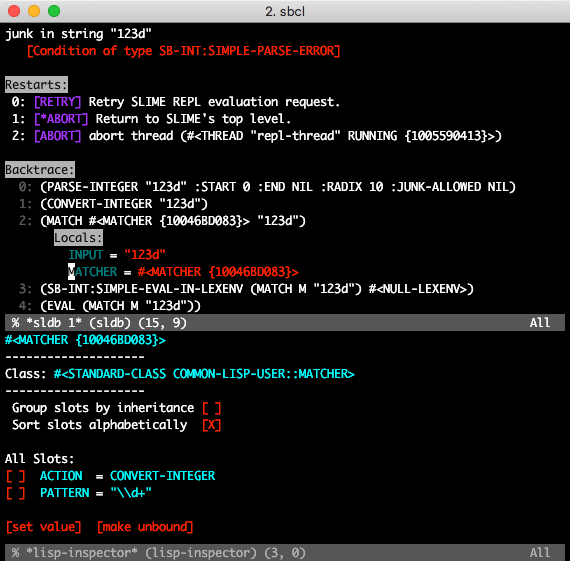 2. sbcl
junk in string "123d"
[Condition of type SB-INT:SIMPLE-PARSE-ERROR]
Restarts:
0: [RETRY] Retry SLIME REPL evaluation request.
1: [*ABORT] Return to SLIME's top level.
2: [ABORT] abort thread (#<THREAD "repl-thread" RUNNING {1005590413}>)
Backtrace:
0: (PARSE-INTEGER "123d" :START 0 :END NIL :RADIX 10 :JUNK-ALLOWED NIL)
1: (CONVERT-INTEGER "123d")
2: (MATCH #<MATCHER {10046BD083}> "123d")
Locals:
INPUT = "123d"
MATCHER = #<MATCHER {10046BD083}>
3: (SB-INT:SIMPLE-EVAL-IN-LEXENV (MATCH M "123d") #<NULL-LEXENV>)
4: (EVAL (MATCH M "123d"))
% *sldb 1* (sldb) (15, 9) All
#<MATCHER {10046BD083}>
--------------------
Class: #<STANDARD-CLASS COMMON-LISP-USER::MATCHER>
--------------------
Group slots by inheritance [ ]
Sort slots alphabetically [X]
All Slots:
[ ] ACTION = CONVERT-INTEGER
[ ] PATTERN = "\\d+"
[set value] [make unbound]
% *lisp-inspector* (lisp-inspector) (3, 0) All